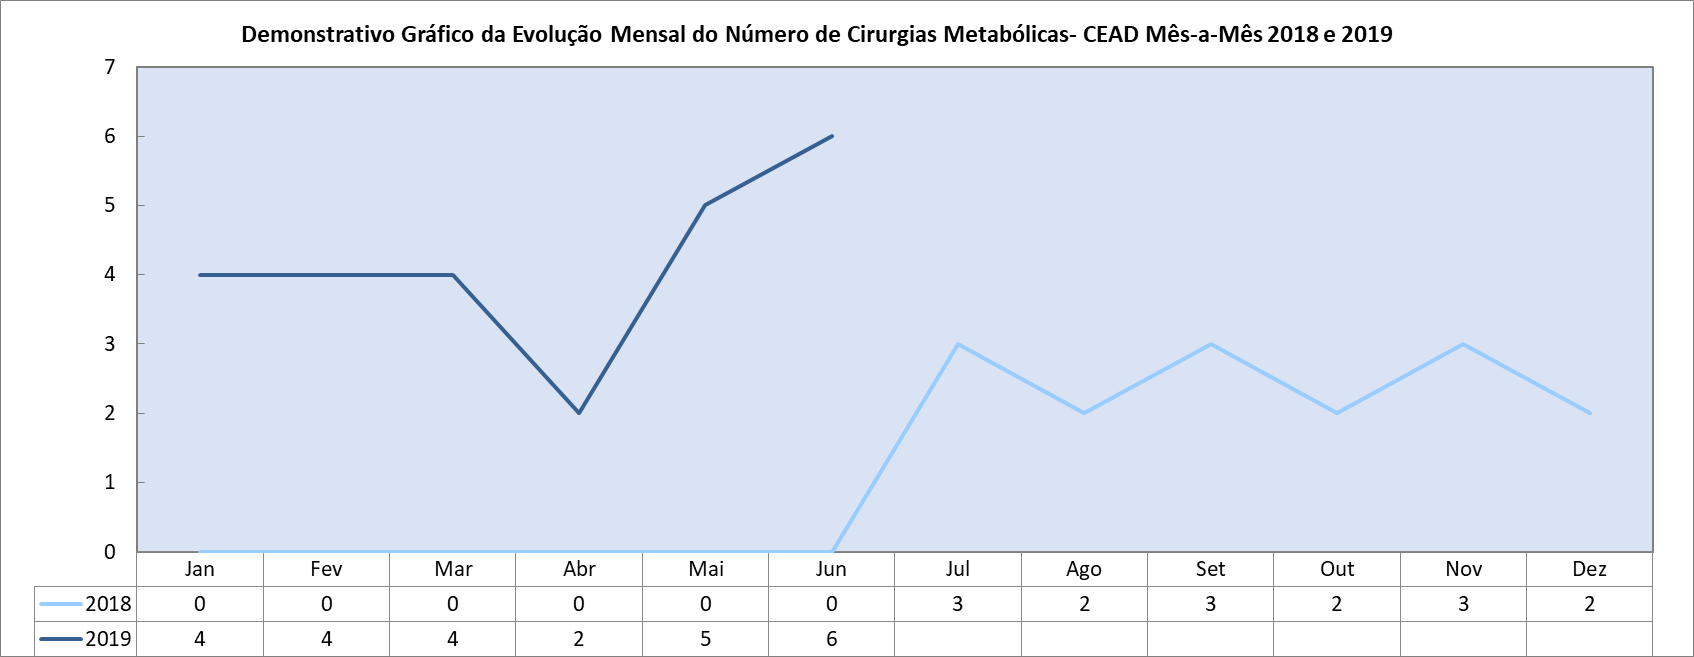 Demonstrativo Gráfico da Evolução Mensal do Número de Cirurgias Metabólicas- CEAD Mês-a-Mês 2018 e 2019
7
6
5
4
3
2
1
0
Jan Fev Mar Abr Mai Jun Jul Ago Set Out Nov Dez
2018 0 0 0 0 0 0 3 2 3 2 3 2
2019 4 4 4 2 5 6